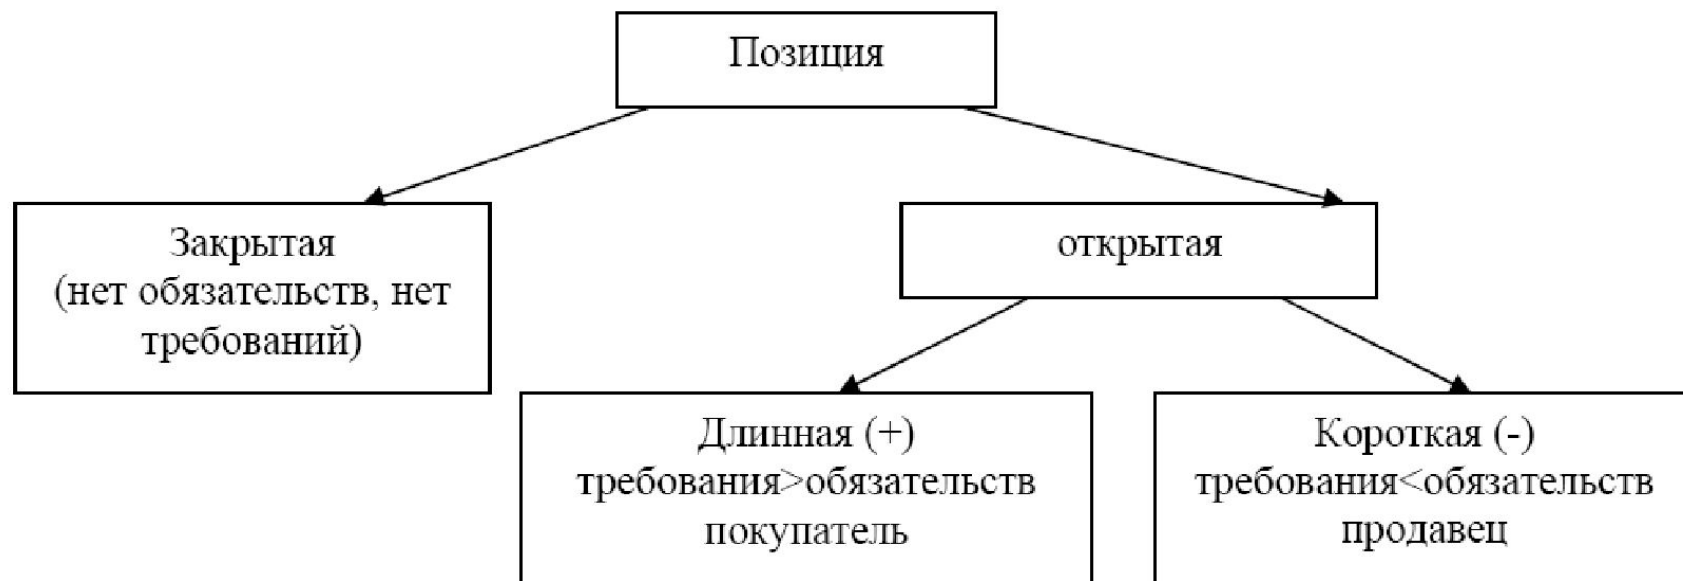 Позиция
Закрытая
(нет обязательств, нет
требований)
открытая
Длинная (+)
требования>обязательств
покупатель
Короткая (-)
требования<обязательств
продавец